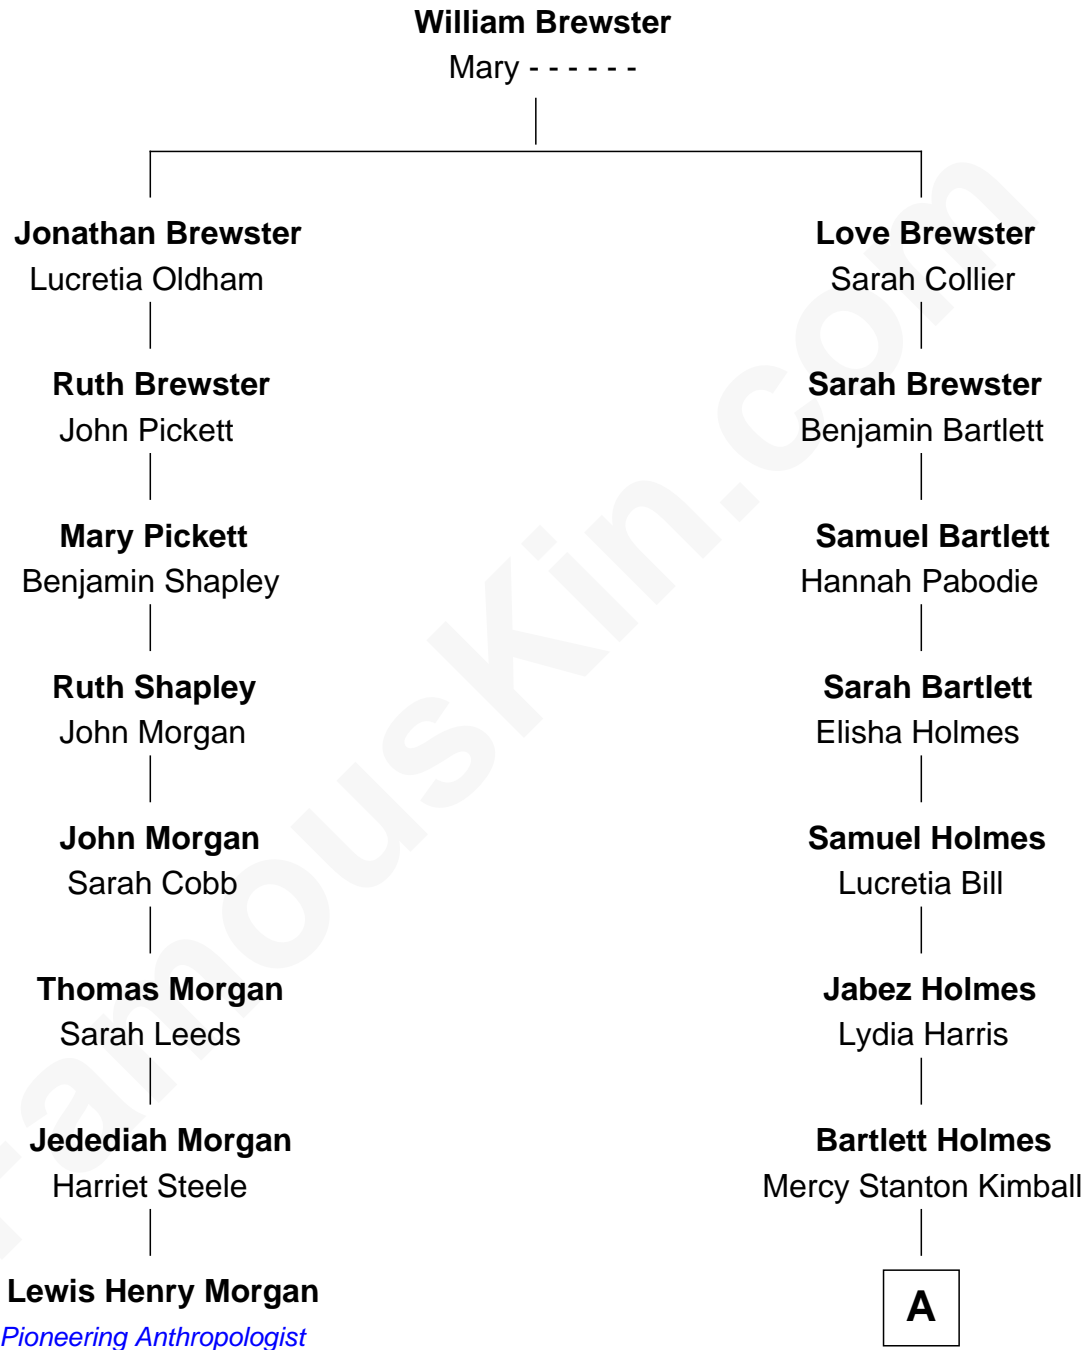 William Brewster
Mary - - - - - -
Jonathan Brewster
Lucretia Oldham
Love Brewster
Sarah Collier
Ruth Brewster
John Pickett
Sarah Brewster
Benjamin Bartlett
Mary Pickett
Benjamin Shapley
Samuel Bartlett
Hannah Pabodie
Ruth Shapley
John Morgan
Sarah Bartlett
Elisha Holmes
John Morgan
Sarah Cobb
Samuel Holmes
Lucretia Bill
Thomas Morgan
Sarah Leeds
Jabez Holmes
Lydia Harris
Jedediah Morgan
Harriet Steele
Bartlett Holmes
Mercy Stanton Kimball
Lewis Henry Morgan
Pioneering Anthropologist
A
FamousKin.com